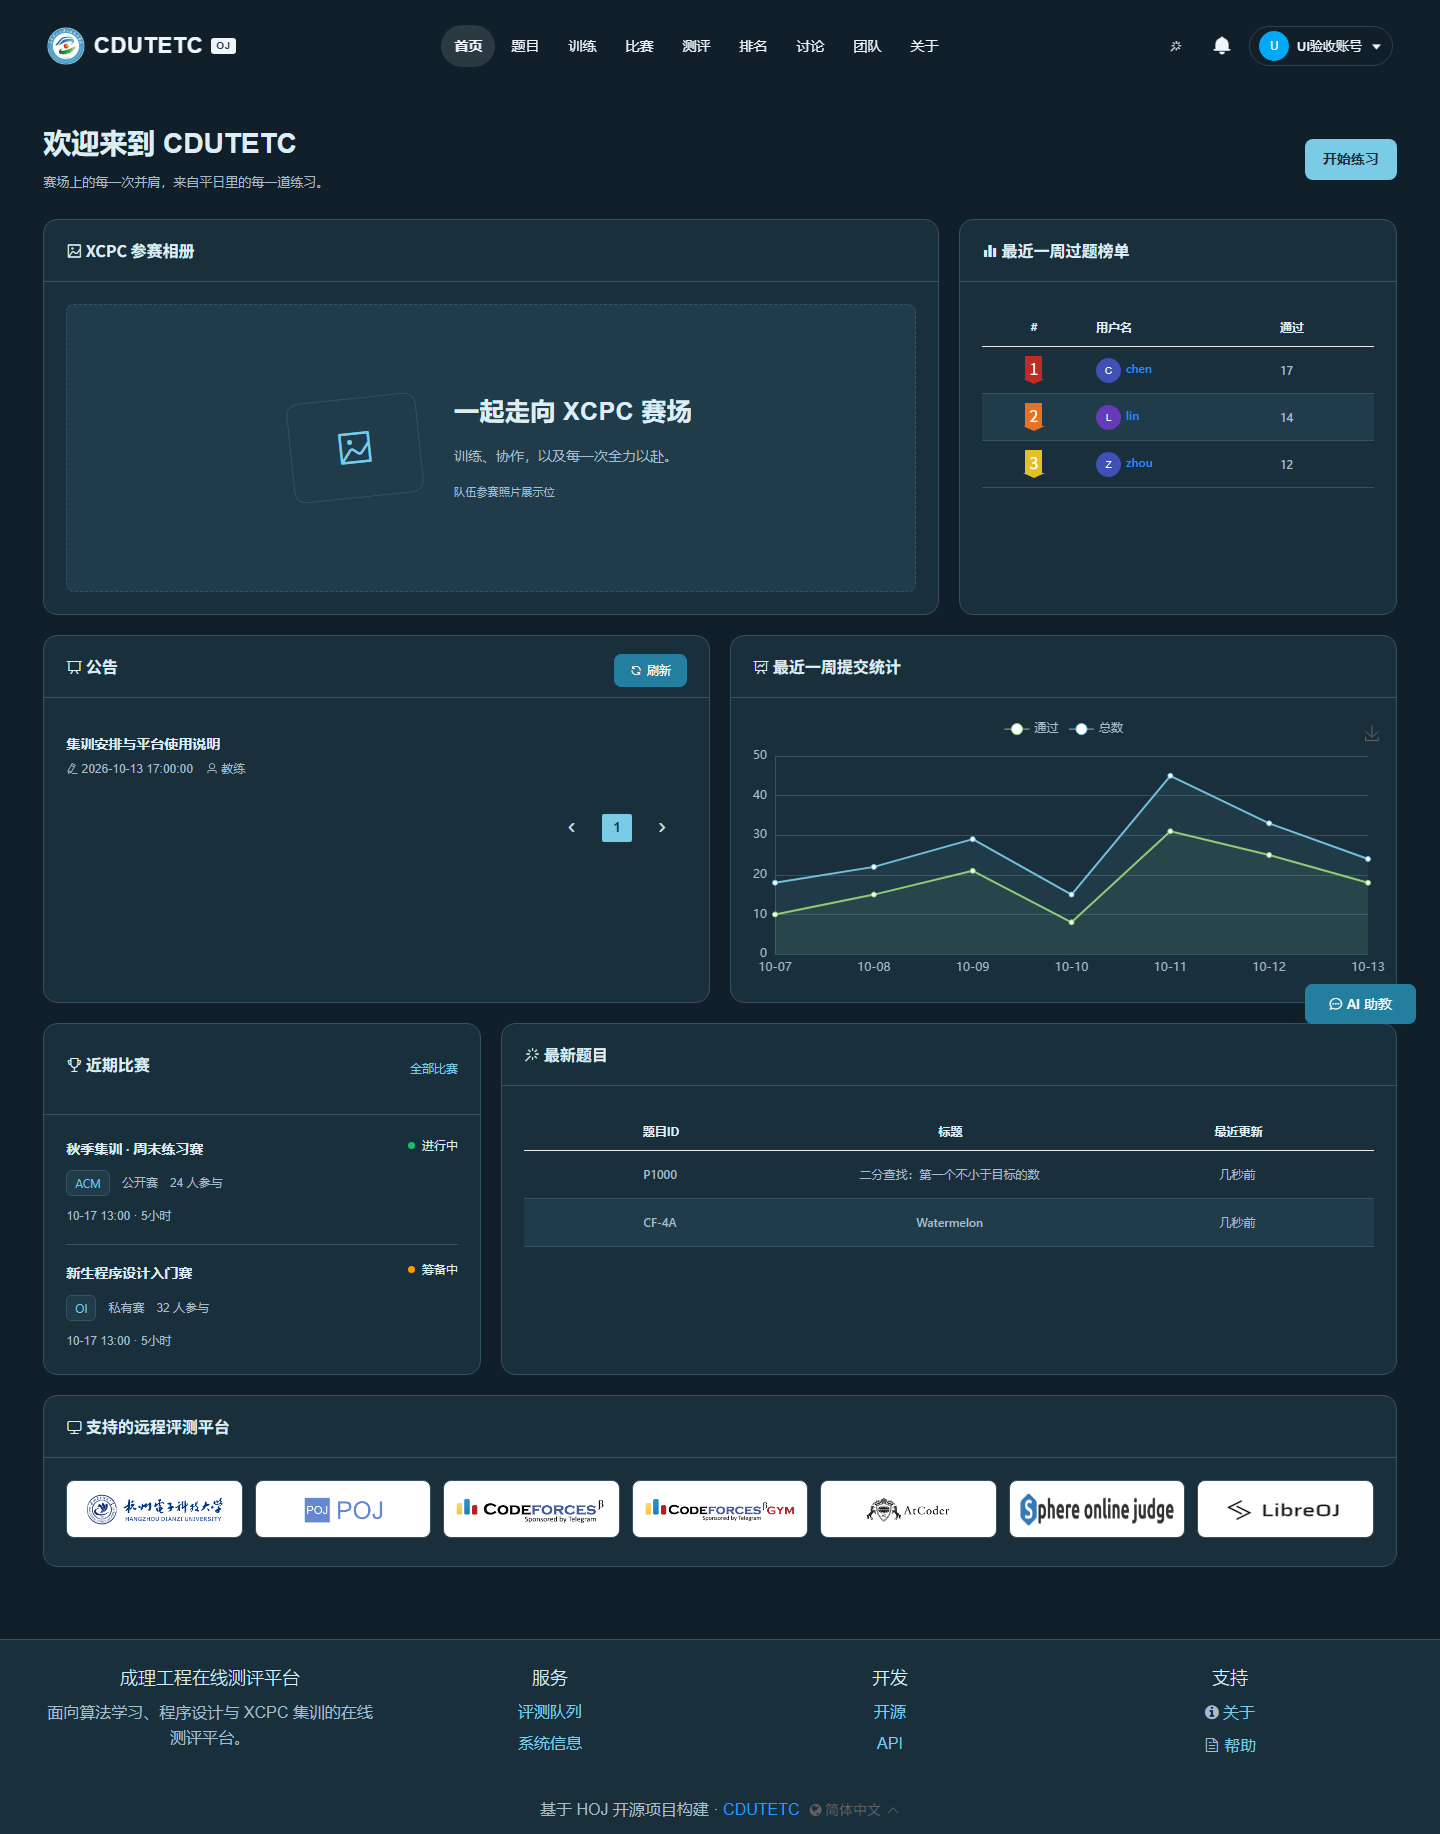 CDUTETC OJ
首页 题目 训练 比赛 测评 排名 讨论 团队 关于
U UI验收账号
欢迎来到 CDUTETC
赛场上的每一次并肩，来自平日里的每一道练习。
开始练习
XCPC 参赛相册
一起走向 XCPC 赛场
训练、协作，以及每一次全力以赴。
队伍参赛照片展示位
最近一周过题榜单
# 用户名 通过
1 C chen 17
2 L lin 14
3 Z zhou 12
公告
刷新
集训安排与平台使用说明
2026-10-13 17:00:00 教练
1
最近一周提交统计
通过 总数
50
40
30
20
10
0
10-07 10-08 10-09 10-10 10-11 10-12 10-13
AI 助教
近期比赛
全部比赛
秋季集训 · 周末练习赛 进行中
ACM 公开赛 24 人参与
10-17 13:00 · 5小时
新生程序设计入门赛 筹备中
OI 私有赛 32 人参与
10-17 13:00 · 5小时
最新题目
题目ID 标题 最近更新
P1000 二分查找：第一个不小于目标的数 几秒前
CF-4A Watermelon 几秒前
支持的远程评测平台
杭州电子科技大学
HANGZHOU DIANZI UNIVERSITY
POJ POJ
CODEFORCES β
Sponsored by Telegram
CODEFORCES β GYM
Sponsored by Telegram
AtCoder
Sphere online judge
LibreOJ
成理工程在线测评平台
面向算法学习、程序设计与 XCPC 集训的在线
测评平台。
服务
评测队列
系统信息
开发
开源
API
支持
关于
帮助
基于 HOJ 开源项目构建 · CDUTETC 简体中文